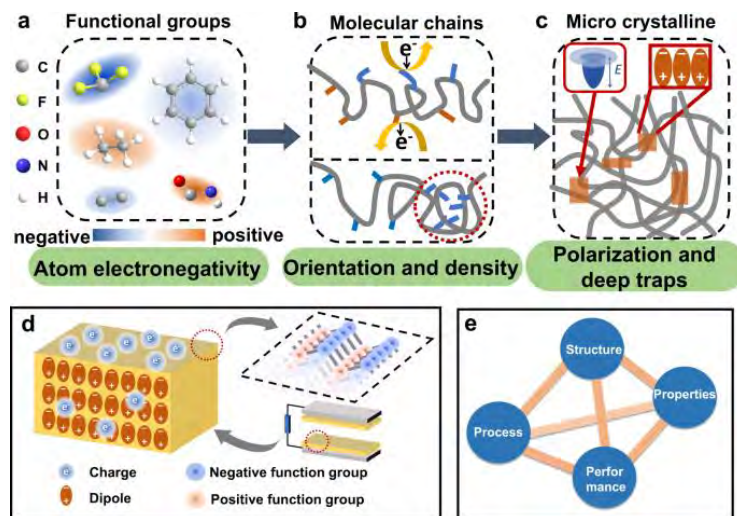 a
Functional groups
C
F
O
N
H
negative
positive
Atom electronegativity
b
Molecular chains
e-
e-
Orientation and density
c
Micro crystalline
E
Polarization and
deep traps
d
e
Charge
Dipole
Negative function group
Positive function group
e
Structure
Properties
Process
Perfor
mance